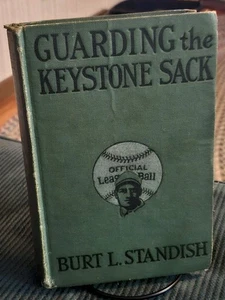 GUARDING the
KEYSTONE SACK
OFFICIAL
League Ball
BURT L. STANDISH